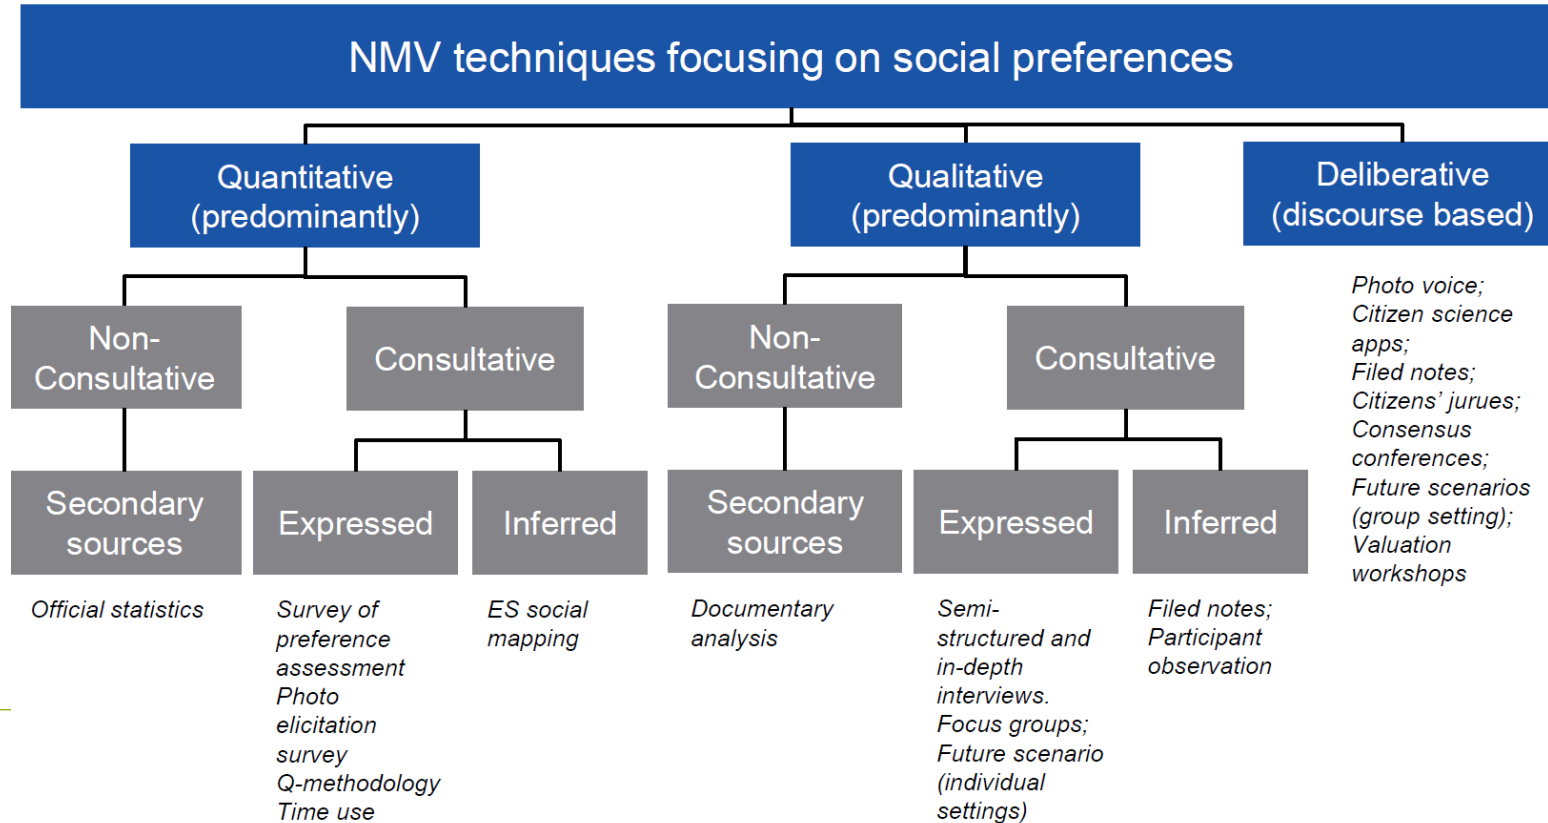 NMV techniques focusing on social preferences
Quantitative
(predominantly)
Qualitative
(predominantly)
Deliberative
(discourse based)
Non-
Consultative
Consultative
Non-
Consultative
Consultative
Secondary
sources
Expressed
Inferred
Secondary
sources
Expressed
Inferred
Official statistics
Survey of
preference
assessment
Photo
elicitation
survey
Q-methodology
Time use
ES social
mapping
Documentary
analysis
Semi-
structured and
in-depth
interviews.
Focus groups;
Future scenario
(individual
settings)
Filed notes;
Participant
observation
Photo voice;
Citizen science
apps;
Filed notes;
Citizens’ jurues;
Consensus
conferences;
Future scenarios
(group setting);
Valuation
workshops